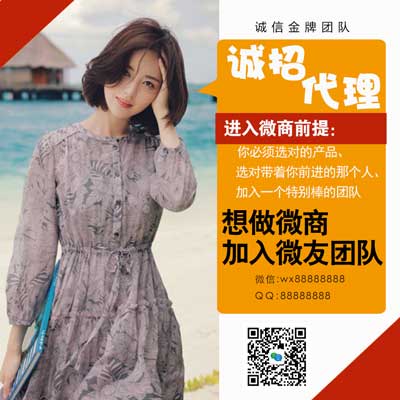 诚信金牌团队
诚招
代理
进入微商前提:
你必须选对的产品、
选对带着你前进的那个人、
加入一个特别棒的团队
想做微商
加入微友团队
微信:wx88888888
QQ:88888888